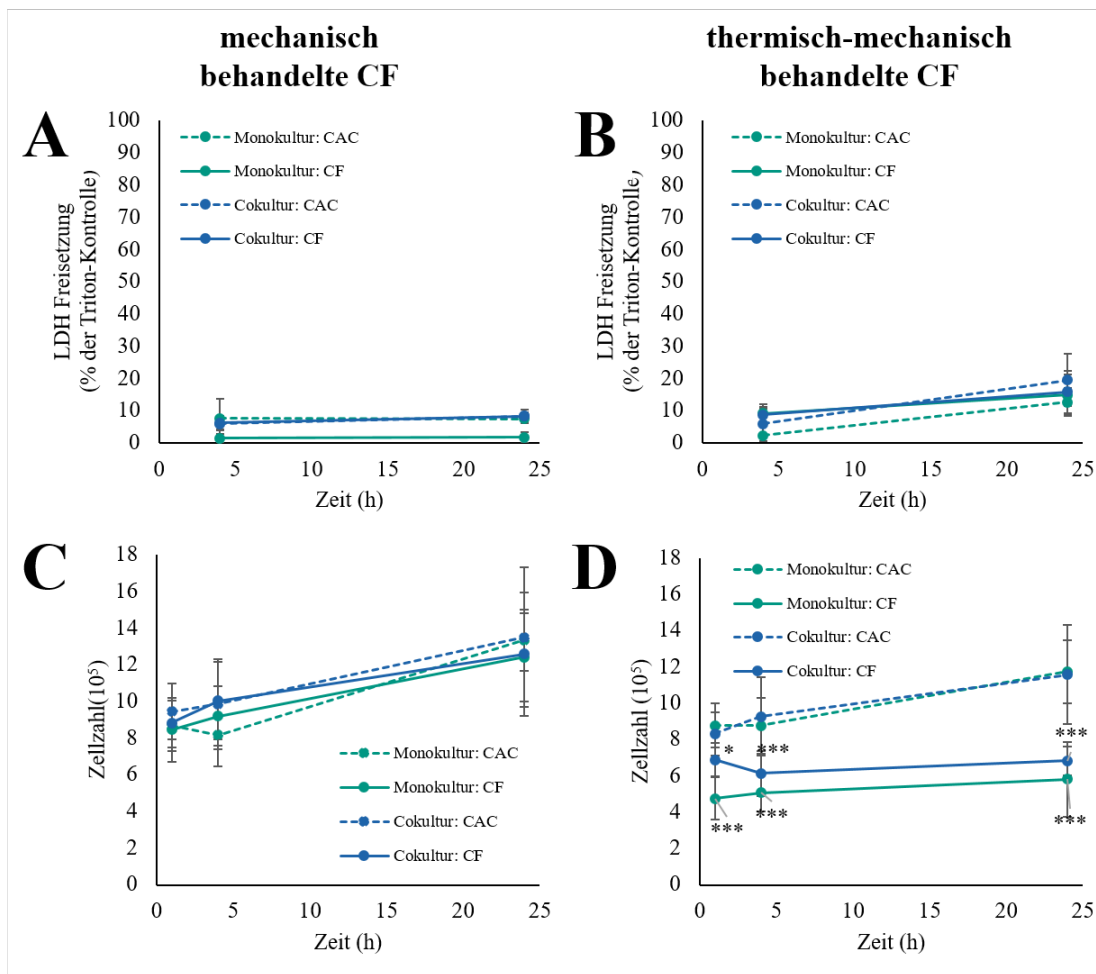 mechanisch
behandelte CF
thermisch-mechanisch
behandelte CF
A
LDH Freisetzung
(% der Triton-Kontrolle)
100
90
80
70
60
50
40
30
20
10
0
Monokultur: CAC
Monokultur: CF
Cokultur: CAC
Cokultur: CF
0 5 10 15 20 25
Zeit (h)
B
LDH Freisetzung
(% der Triton-Kontrolle)
100
90
80
70
60
50
40
30
20
10
0
Monokultur: CAC
Monokultur: CF
Cokultur: CAC
Cokultur: CF
0 5 10 15 20 25
Zeit (h)
C
Zellzahl(10⁵)
18
16
14
12
10
8
6
4
2
0
Monokultur: CAC
Monokultur: CF
Cokultur: CAC
Cokultur: CF
0 5 10 15 20 25
Zeit (h)
D
Zellzahl (10⁵)
18
16
14
12
10
8
6
4
2
0
Monokultur: CAC
Monokultur: CF
Cokultur: CAC
Cokultur: CF
* *** ***
*** *** ***
0 5 10 15 20 25
Zeit (h)